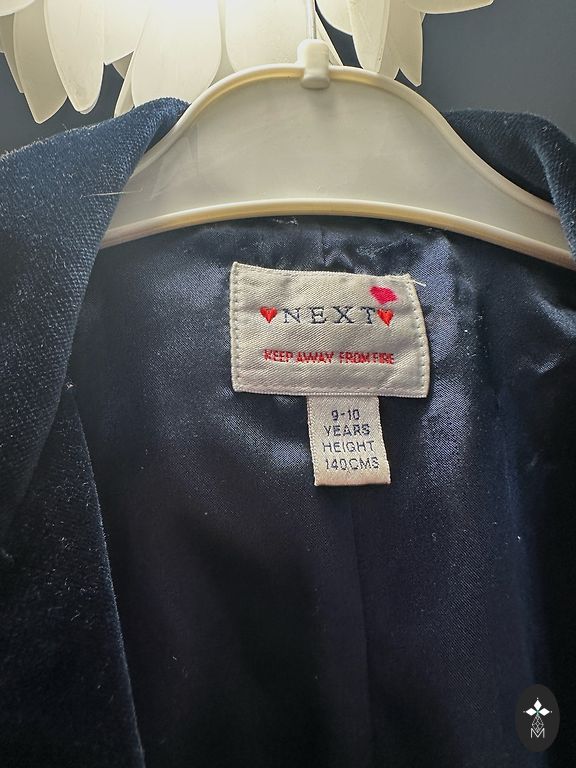 NEXT
KEEP AWAY FROM FIRE
9-10
YEARS
HEIGHT
140CMS
M